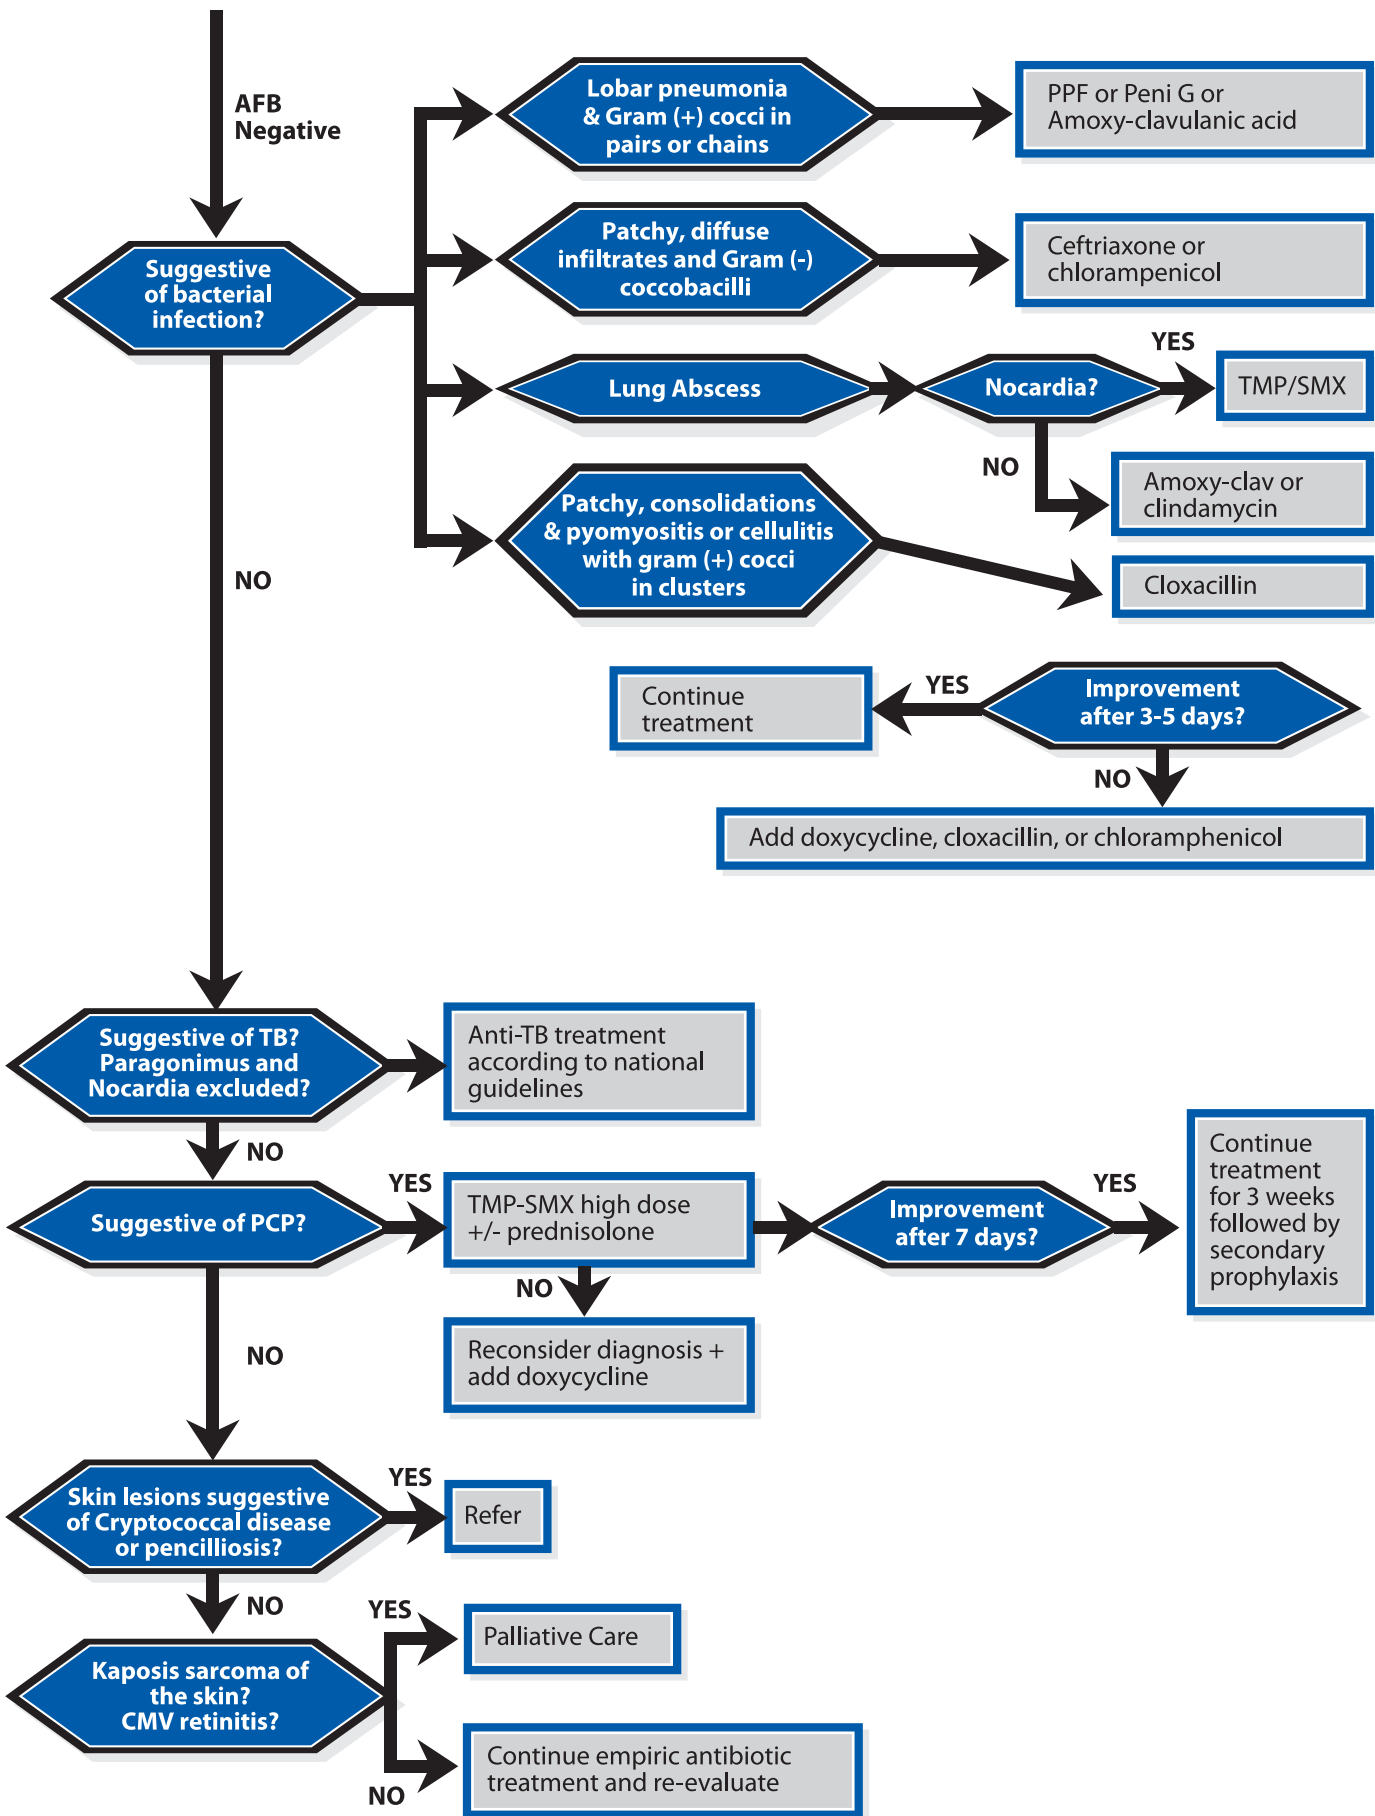 AFB
Negative
Lobar pneumonia
& Gram (+) cocci in
pairs or chains
PPF or Peni G or
Amoxy-clavulanic acid
Suggestive
of bacterial
infection?
Patchy, diffuse
infiltrates and Gram (-)
coccobacilli
Ceftriaxone or
chlorampenicol
Lung Abscess
Nocardia?
YES
TMP/SMX
NO
Amoxy-clav or
clindamycin
Patchy, consolidations
& pyomyositis or cellulitis
with gram (+) cocci
in clusters
Cloxacillin
NO
Improvement
after 3-5 days?
YES
Continue
treatment
NO
Add doxycycline, cloxacillin, or chloramphenicol
Suggestive of TB?
Paragonimus and
Nocardia excluded?
Anti-TB treatment
according to national
guidelines
NO
Suggestive of PCP?
YES
TMP-SMX high dose
+/- prednisolone
Improvement
after 7 days?
YES
Continue
treatment
for 3 weeks
followed by
secondary
prophylaxis
NO
Reconsider diagnosis +
add doxycycline
NO
Skin lesions suggestive
of Cryptococcal disease
or pencilliosis?
YES
Refer
NO
Kaposis sarcoma of
the skin?
CMV retinitis?
YES
Palliative Care
NO
Continue empiric antibiotic
treatment and re-evaluate